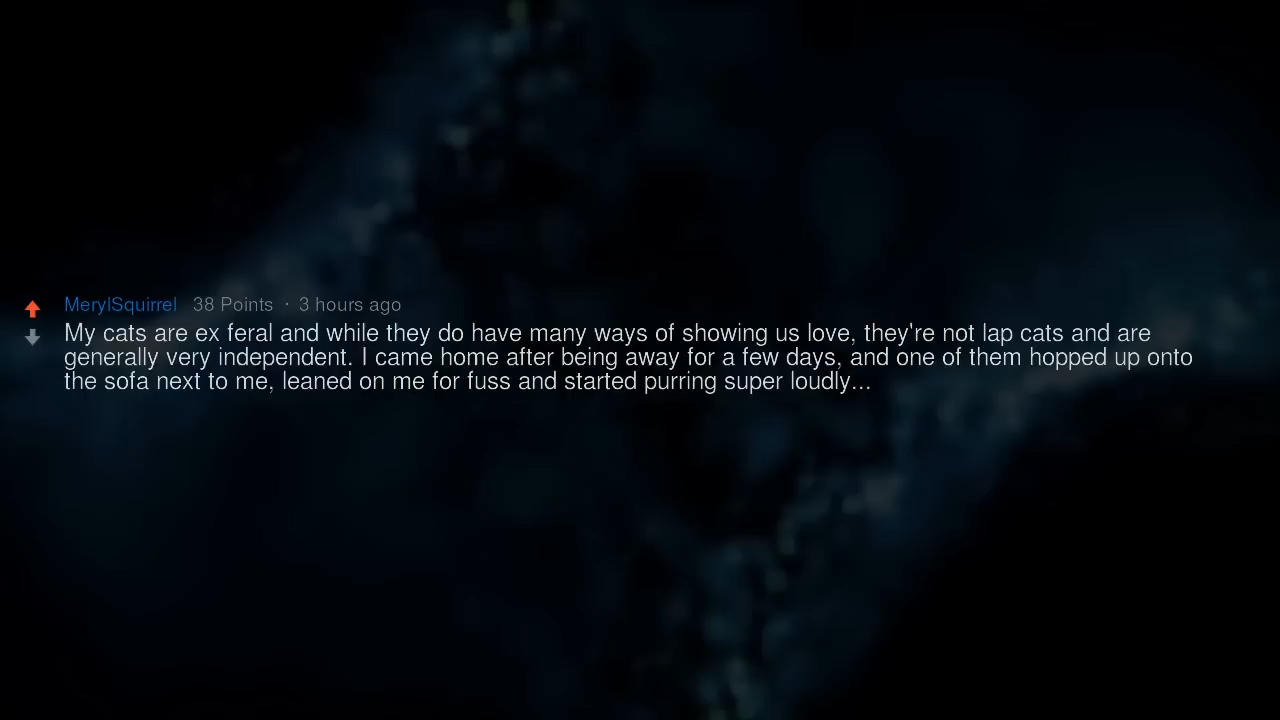 MerylSquirrel 38 Points · 3 hours ago
My cats are ex feral and while they do have many ways of showing us love, they're not lap cats and are
generally very independent. I came home after being away for a few days, and one of them hopped up onto
the sofa next to me, leaned on me for fuss and started purring super loudly...